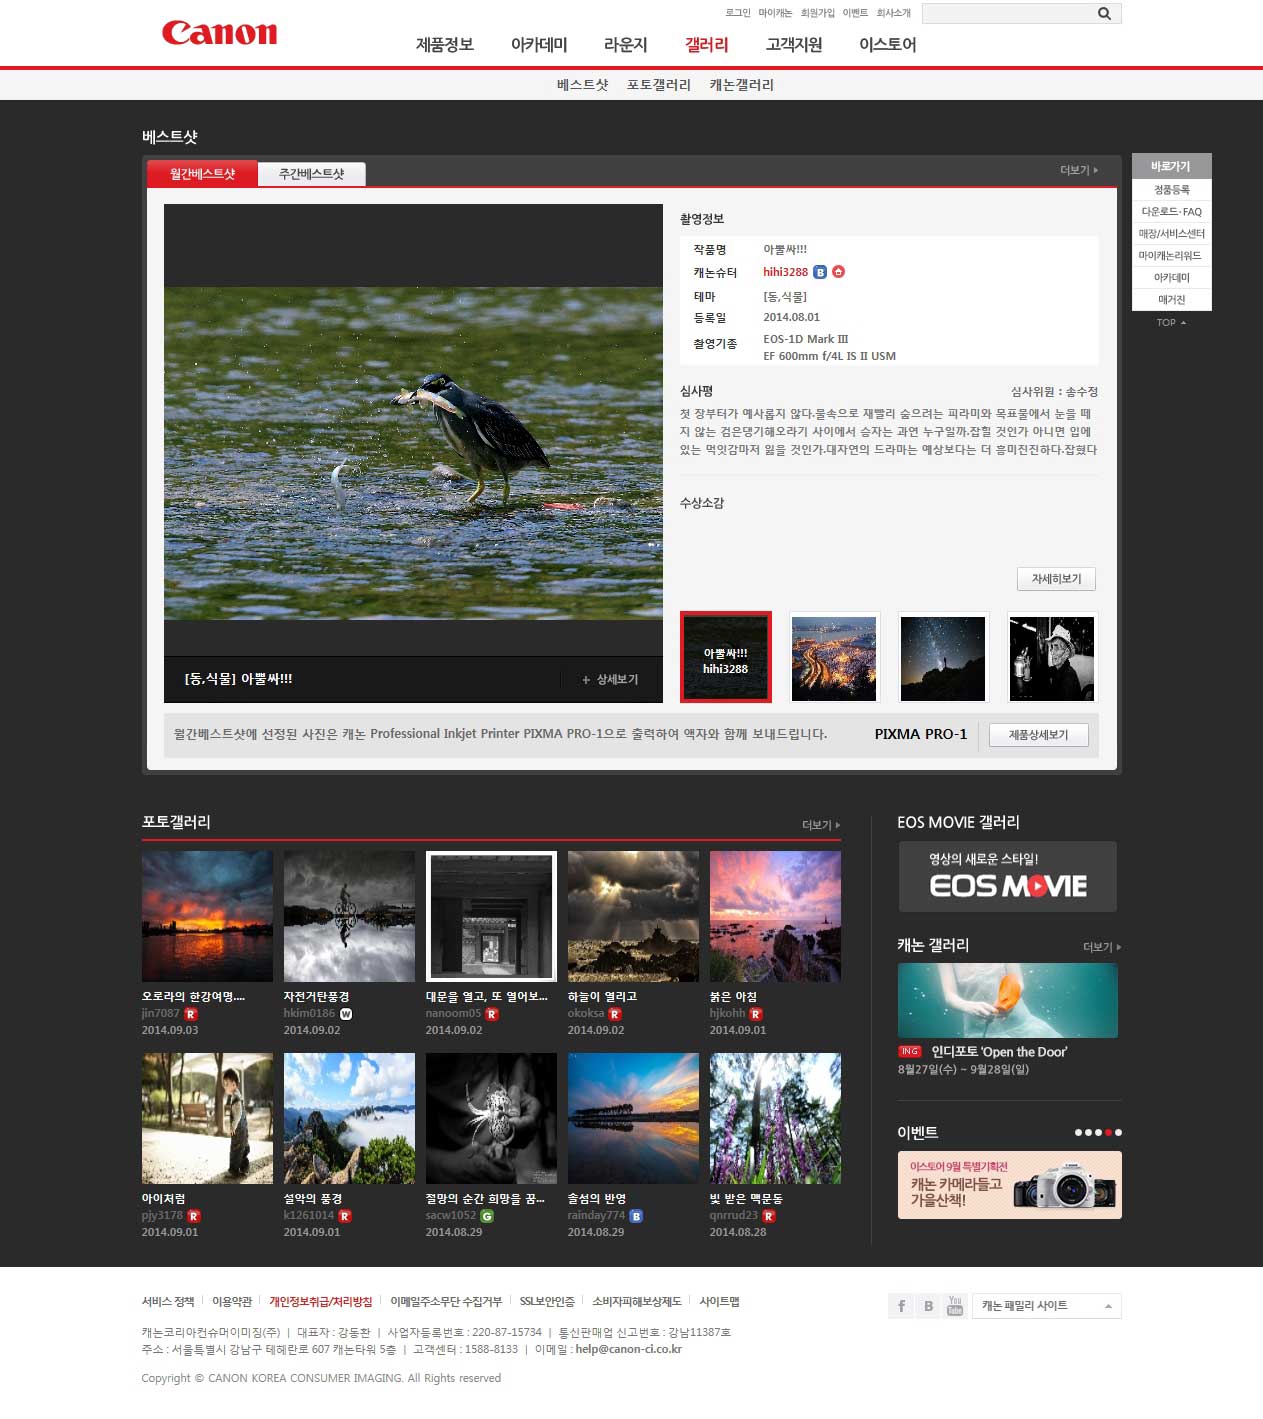 로그인 마이캐논 회원가입 이벤트 회사소개
Canon
제품정보 아카데미 라운지 갤러리 고객지원 이스토어
베스트샷 포토갤러리 캐논갤러리
베스트샷
월간베스트샷 주간베스트샷 더보기
바로가기
정품등록
다운로드·FAQ
매장/서비스센터
마이캐논리워드
아카데미
매거진
TOP
촬영정보
작품명 아뿔싸!!!
캐논슈터 hihi3288 B
테마 [동,식물]
등록일 2014.08.01
촬영기종 EOS-1D Mark III
EF 600mm f/4L IS II USM
심사평 심사위원 : 송수정
첫 장부터가 예사롭지 않다.물속으로 재빨리 숨으려는 피라미와 목표물에서 눈을 떼
지 않는 검은댕기해오라기 사이에서 승자는 과연 누구일까.잡힐 것인가 아니면 입에
있는 먹잇감마저 잃을 것인가.대자연의 드라마는 예상보다는 더 흥미진진하다.잡혔다
수상소감
자세히보기
아뿔싸!!!
hihi3288
[동,식물] 아뿔싸!!! + 상세보기
월간베스트샷에 선정된 사진은 캐논 Professional Inkjet Printer PIXMA PRO-1으로 출력하여 액자와 함께 보내드립니다. PIXMA PRO-1 제품상세보기
포토갤러리 더보기
오로라의 한강여명.... 자전거탄풍경 대문을 열고, 또 열어보... 하늘이 열리고 붉은 아침
jin7087 R hkim0186 W nanoom05 R okoksa R hjkohh R
2014.09.03 2014.09.02 2014.09.02 2014.09.02 2014.09.01
아이처럼 설악의 풍경 절망의 순간 희망을 꿈... 솔섬의 반영 빛 받은 맥문동
pjy3178 R k1261014 R sacw1052 G rainday774 B qnrrud23 R
2014.09.01 2014.09.01 2014.08.29 2014.08.29 2014.08.28
EOS MOVIE 갤러리
영상의 새로운 스타일!
EOS MOVIE
캐논 갤러리 더보기
ING 인디포토 'Open the Door'
8월27일(수) ~ 9월28일(일)
이벤트
이스토어 9월 특별기획전
캐논 카메라들고
가을산책!
서비스 정책 이용약관 개인정보취급/처리방침 이메일주소무단 수집거부 SSL보안인증 소비자피해보상제도 사이트맵
f B You Tube 캐논 패밀리 사이트
캐논코리아컨슈머이미징(주) | 대표자 : 강동환 | 사업자등록번호 : 220-87-15734 | 통신판매업 신고번호 : 강남11387호
주소 : 서울특별시 강남구 테헤란로 607 캐논타워 5층 | 고객센터 : 1588-8133 | 이메일 : help@canon-ci.co.kr
Copyright © CANON KOREA CONSUMER IMAGING. All Rights reserved